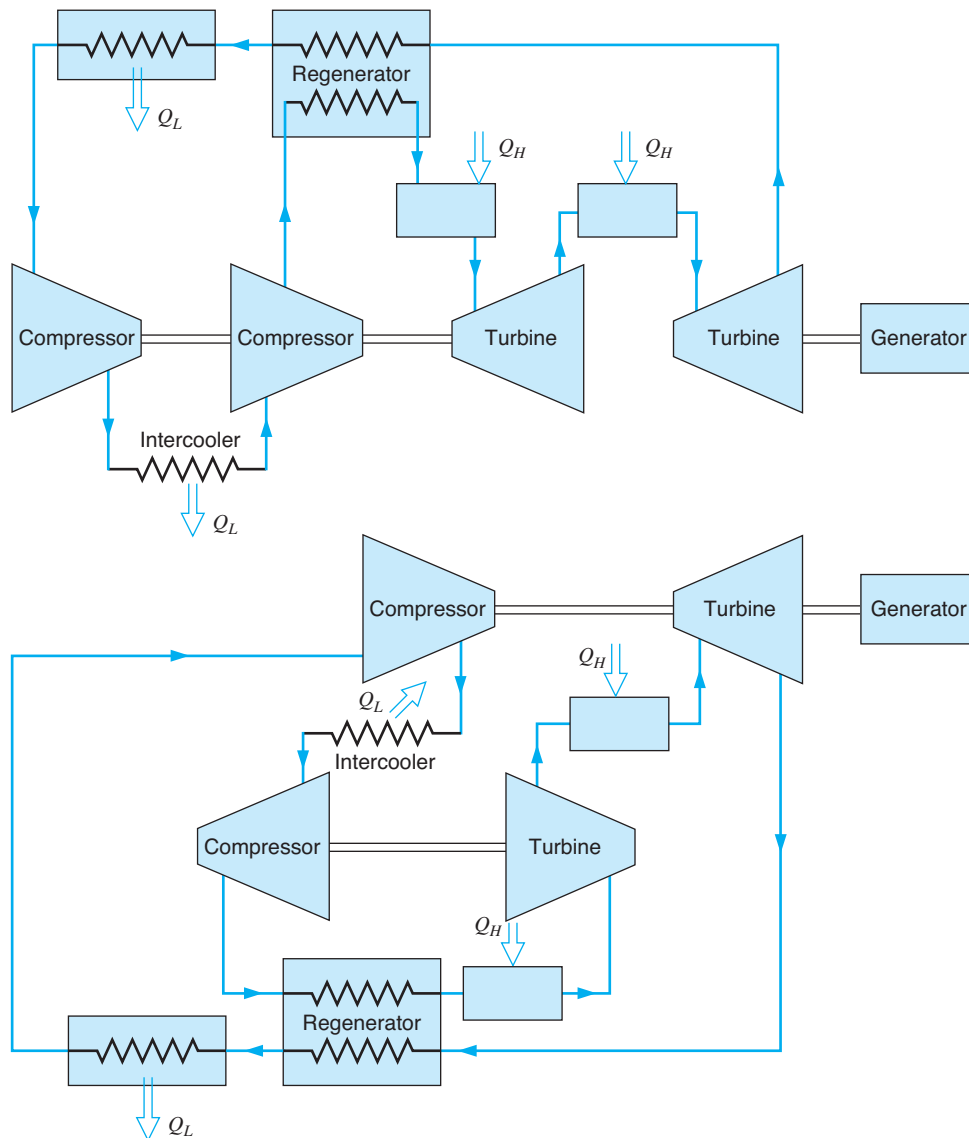 Regenerator
Q_L
Q_H
Q_H
Compressor
Compressor
Turbine
Turbine
Generator
Intercooler
Q_L
Compressor
Turbine
Generator
Q_H
Q_L
Intercooler
Compressor
Turbine
Q_H
Regenerator
Q_L